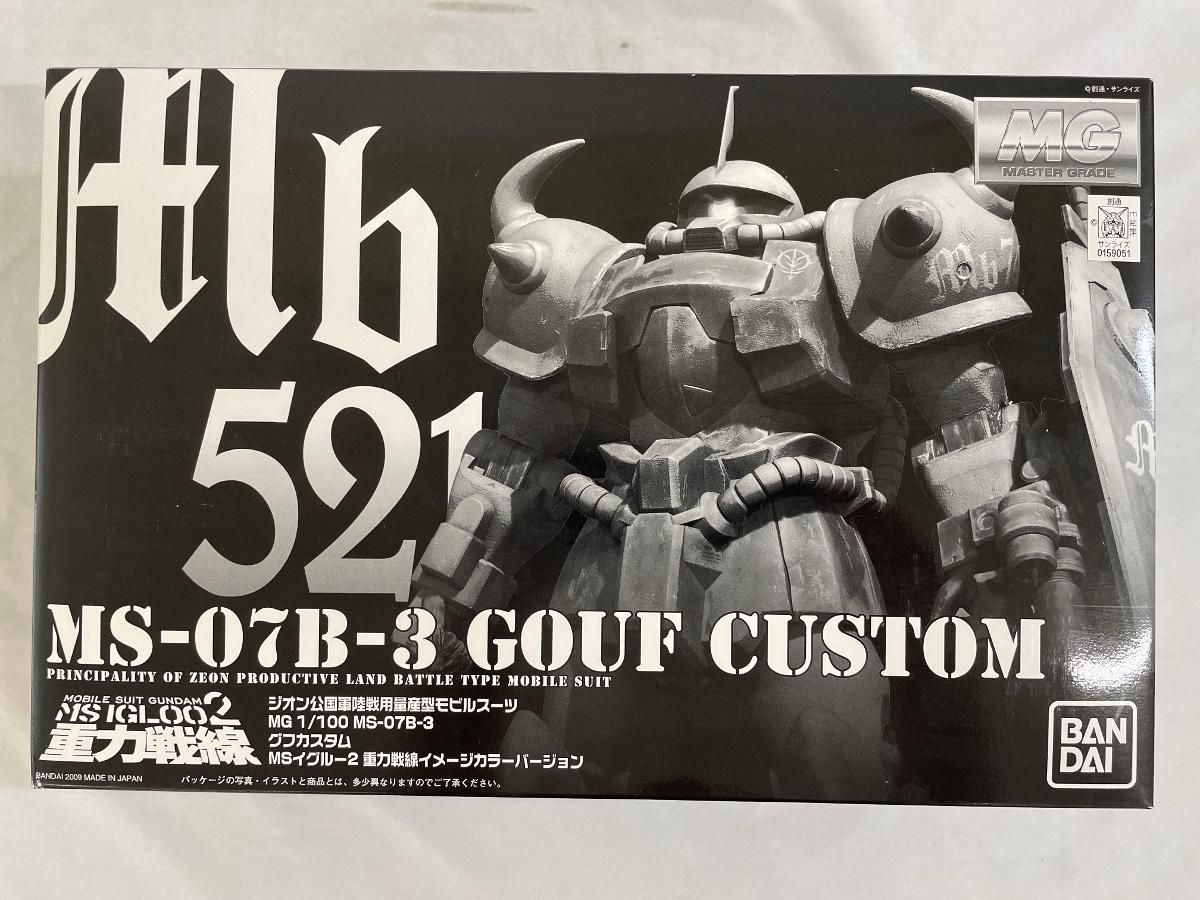 ©創通・サンライズ
MG
MASTER GRADE
創通
©
サンライズ
0159051
Mb
521
Mb
MS-07B-3 GOUF CUSTOM
PRINCIPALITY OF ZEON PRODUCTIVE LAND BATTLE TYPE MOBILE SUIT
MOBILE SUIT GUNDAM
MS IGLOO 2
重力戦線
ジオン公国軍陸戦用量産型モビルスーツ
MG 1/100 MS-07B-3
グフカスタム
MSイグルー2 重力戦線イメージカラーバージョン
BANDAI 2009 MADE IN JAPAN
パッケージの写真・イラストと商品とは、多少異なりますのでご了承ください。
BAN
DAI